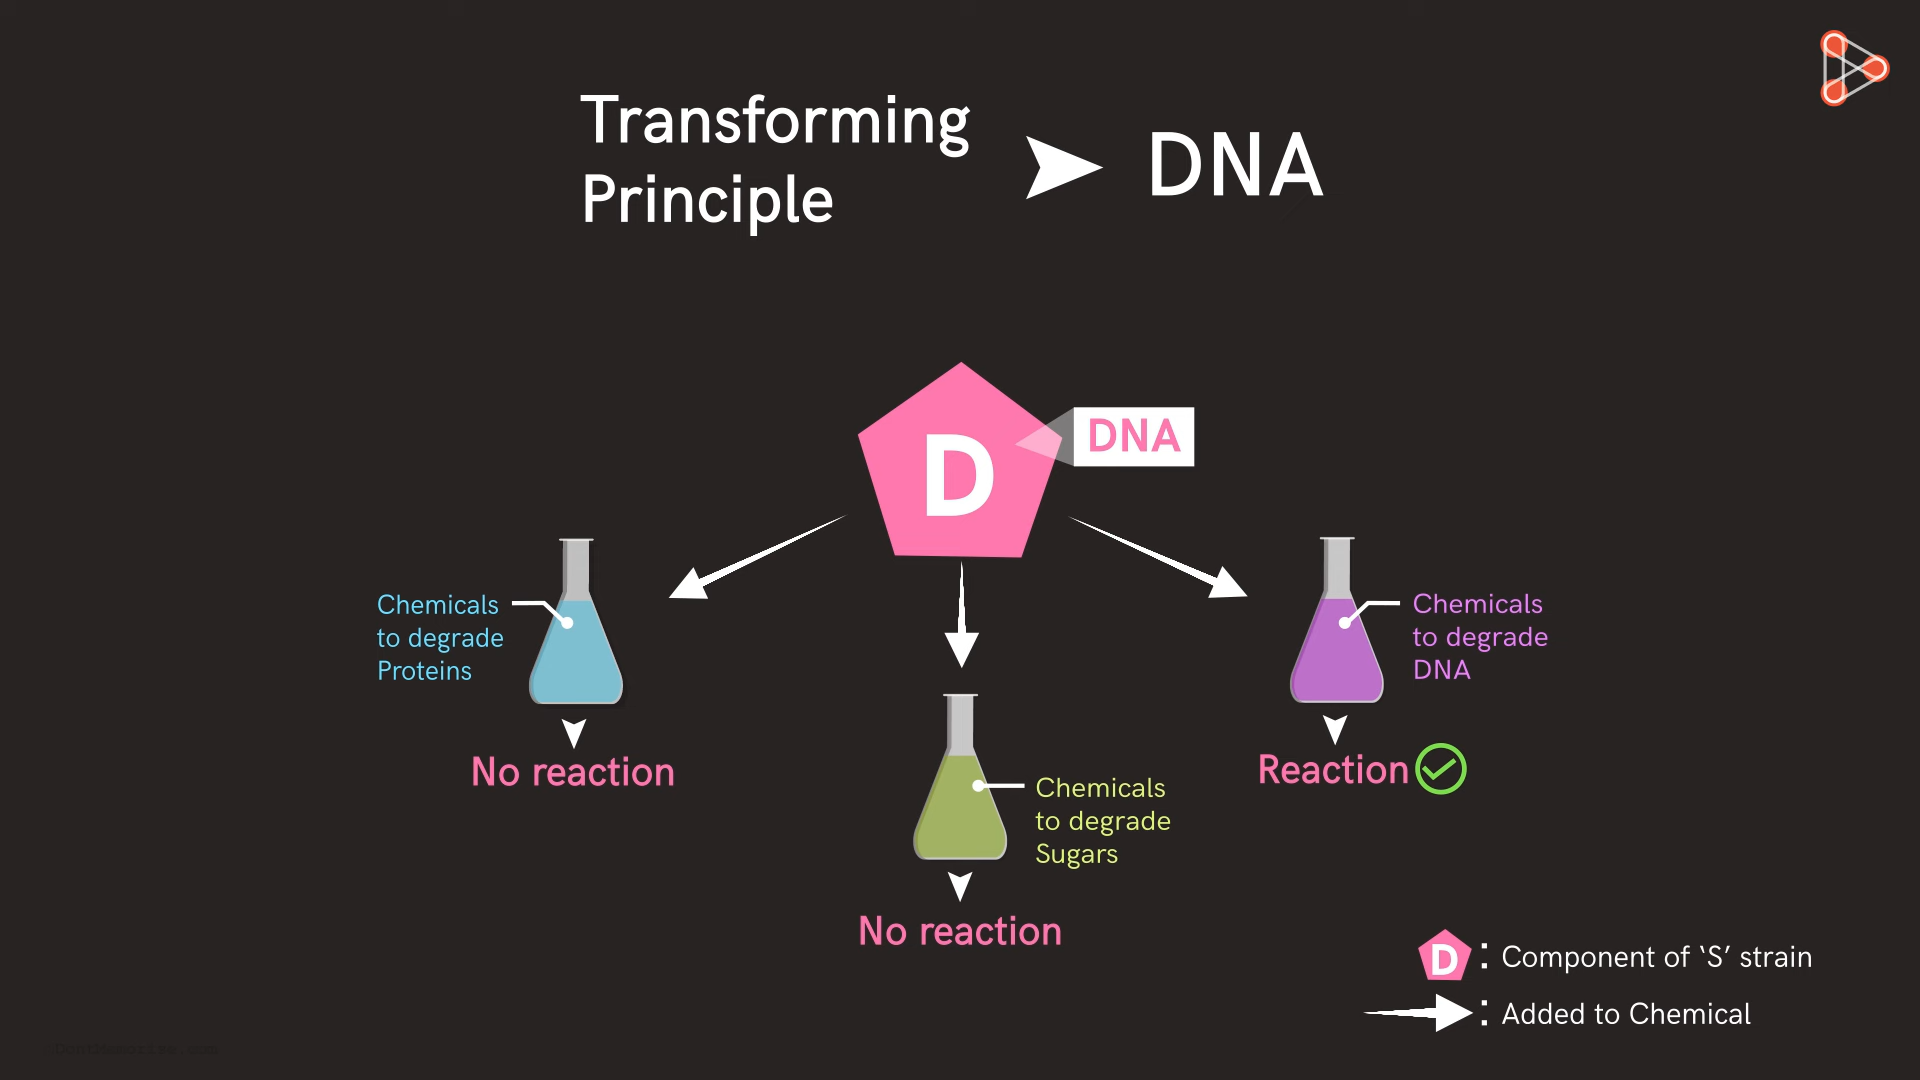 Transforming
Principle
DNA
D
DNA
Chemicals
to degrade
Proteins
No reaction
Chemicals
to degrade
Sugars
No reaction
Chemicals
to degrade
DNA
Reaction
D : Component of ‘S’ strain
: Added to Chemical